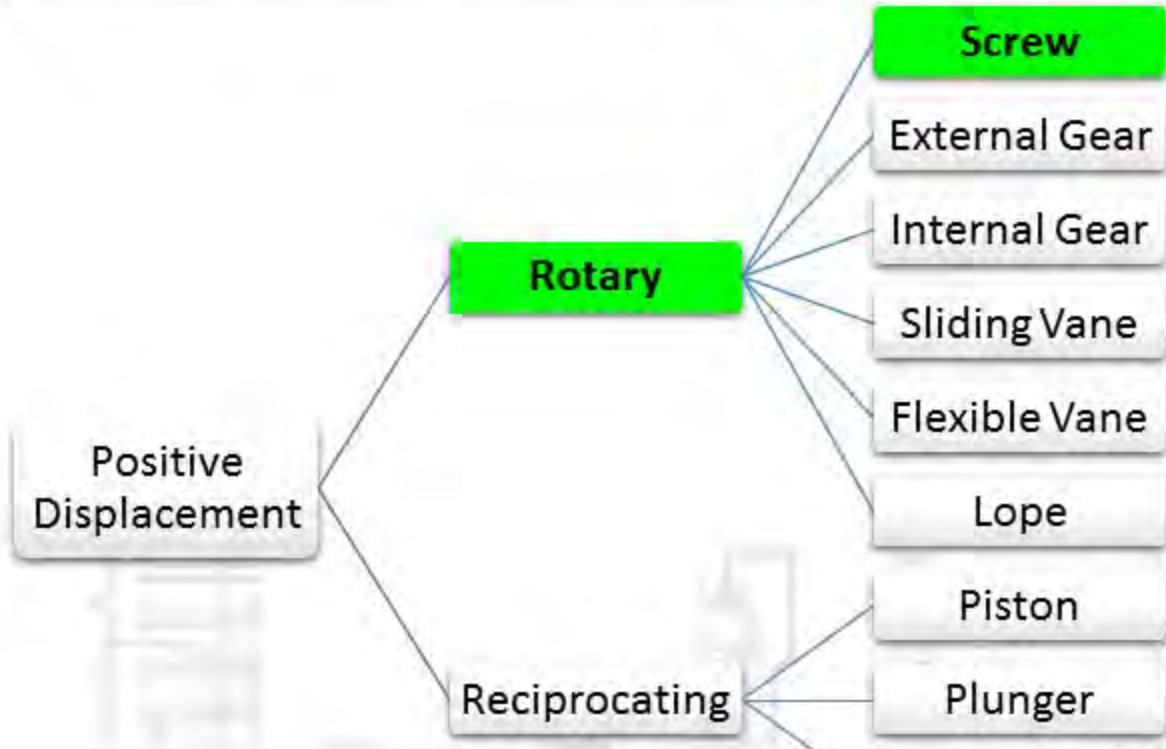 Screw
External Gear
Internal Gear
Rotary
Sliding Vane
Flexible Vane
Positive
Displacement
Lope
Piston
Reciprocating
Plunger